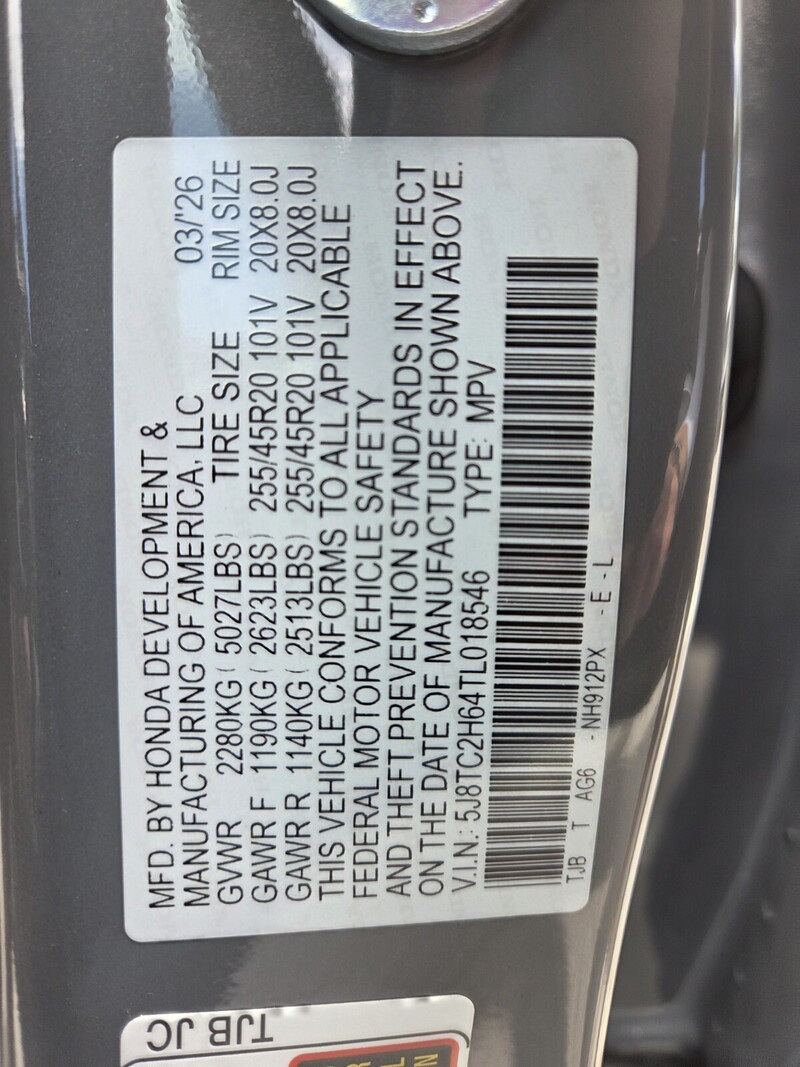 MFD. BY HONDA DEVELOPMENT &
MANUFACTURING OF AMERICA, LLC 03/'26
GVWR 2280KG ( 5027LBS) TIRE SIZE RIM SIZE
GAWR F 1190KG ( 2623LBS) 255/45R20 101V 20X8.0J
GAWR R 1140KG ( 2513LBS) 255/45R20 101V 20X8.0J
THIS VEHICLE CONFORMS TO ALL APPLICABLE
FEDERAL MOTOR VEHICLE SAFETY
AND THEFT PREVENTION STANDARDS IN EFFECT
ON THE DATE OF MANUFACTURE SHOWN ABOVE.
V.I.N.: 5J8TC2H64TL018546 TYPE: MPV
TJB T AG6 - NH912PX - E - L
TJB JC